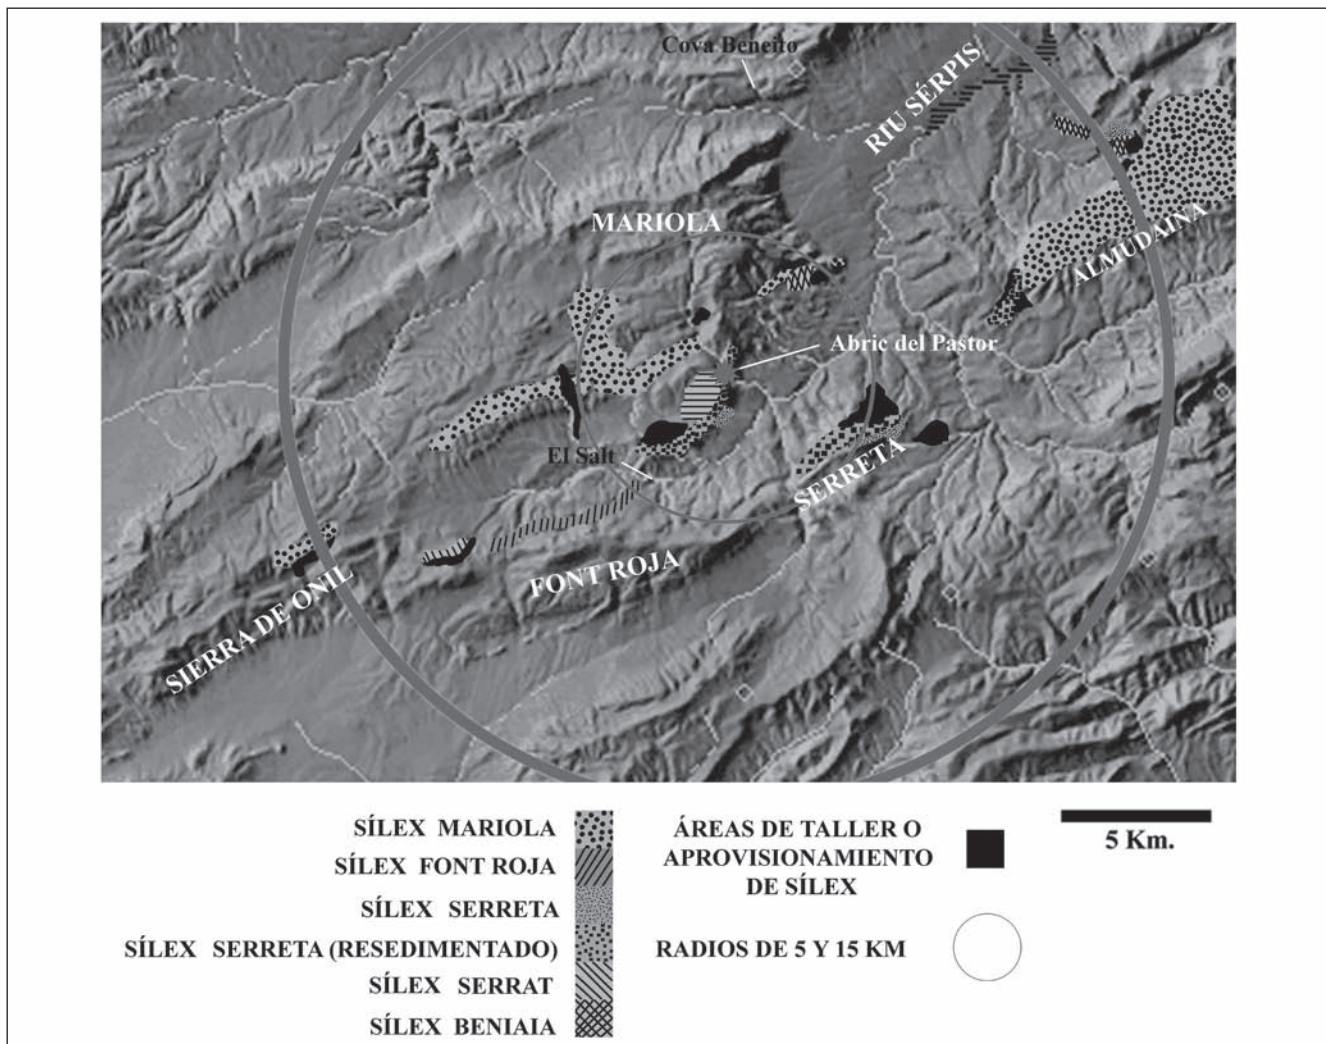 Cova Beneito
RIU SÉRPIS
MARIOLA
ALMUDAINA
Abric del Pastor
El Salt
SERRETA
FONT ROJA
SIERRA DE ONIL
SÍLEX MARIOLA
SÍLEX FONT ROJA
SÍLEX SERRETA
SÍLEX SERRETA (RESEDIMENTADO)
SÍLEX SERRAT
SÍLEX BENIAIA
ÁREAS DE TALLER O
APROVISIONAMIENTO
DE SÍLEX
RADIOS DE 5 Y 15 KM
5 Km.